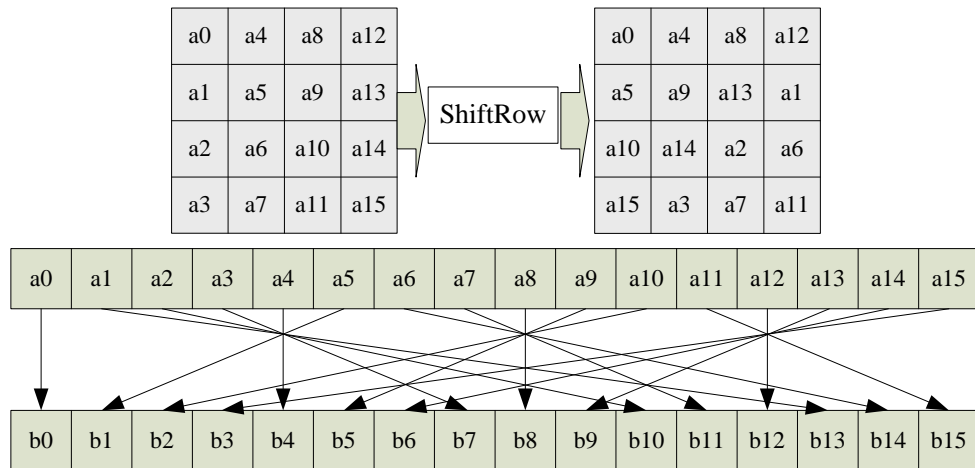 a0 a4 a8 a12 a0 a4 a8 a12
a1 a5 a9 a13 a5 a9 a13 a1
ShiftRow
a2 a6 a10 a14 a10 a14 a2 a6
a3 a7 a11 a15 a15 a3 a7 a11
a0 a1 a2 a3 a4 a5 a6 a7 a8 a9 a10 a11 a12 a13 a14 a15
b0 b1 b2 b3 b4 b5 b6 b7 b8 b9 b10 b11 b12 b13 b14 b15